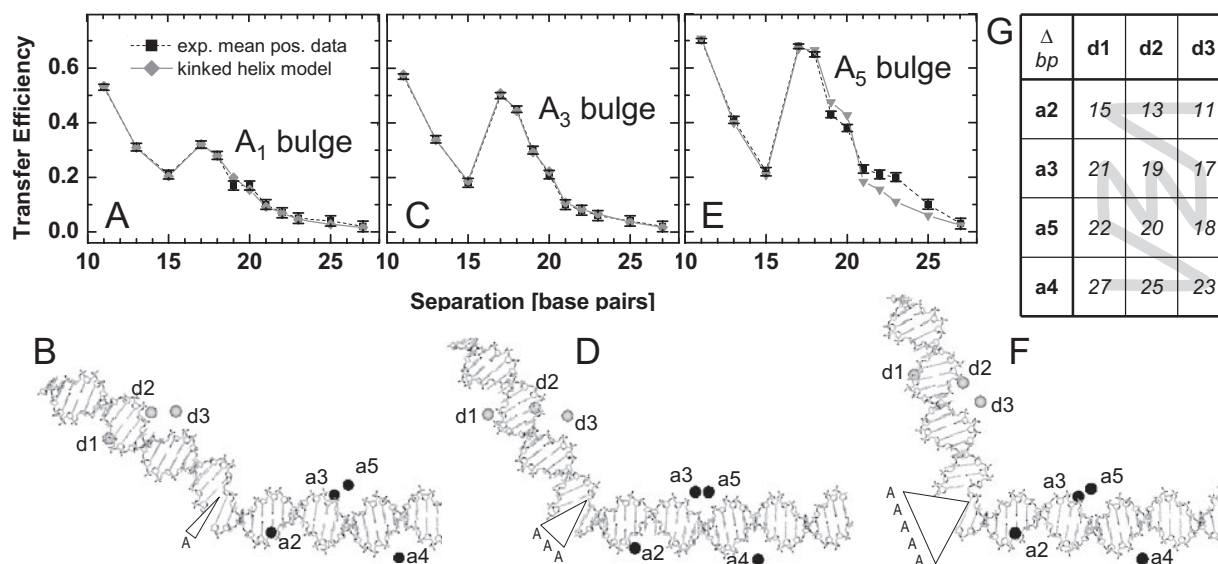 0.6
0.4
0.2
0.0
Transfer Efficiency
exp. mean pos. data
kinked helix model
A1 bulge
A
10 15 20 25
A3 bulge
C
10 15 20 25
A5 bulge
E
10 15 20 25
Separation [base pairs]
G
Δ bp d1 d2 d3
a2 15 13 11
a3 21 19 17
a5 22 20 18
a4 27 25 23
B
d1
d2
d3
a3
a5
a2
a4
A
D
d1
d2
d3
a3
a5
a2
a4
A
A
A
F
d1
d2
d3
a3
a5
a2
a4
A
A
A
A
A